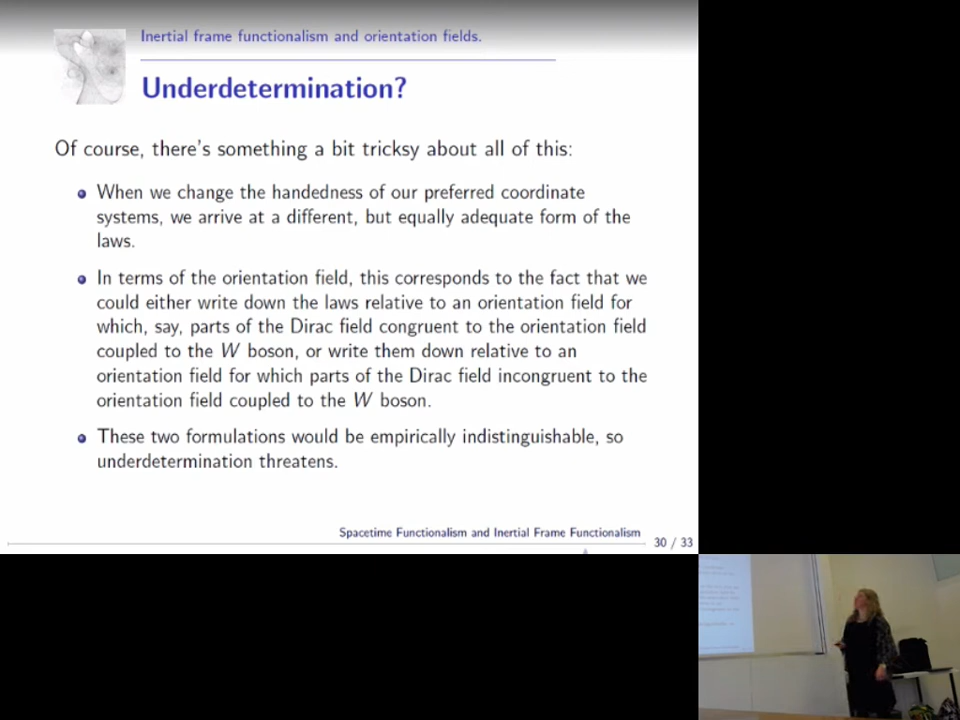 Inertial frame functionalism and orientation fields.
Underdetermination?
Of course, there's something a bit tricksy about all of this:
When we change the handedness of our preferred coordinate
systems, we arrive at a different, but equally adequate form of the
laws.
In terms of the orientation field, this corresponds to the fact that we
could either write down the laws relative to an orientation field for
which, say, parts of the Dirac field congruent to the orientation field
coupled to the W boson, or write them down relative to an
orientation field for which parts of the Dirac field incongruent to the
orientation field coupled to the W boson.
These two formulations would be empirically indistinguishable, so
underdetermination threatens.
Spacetime Functionalism and Inertial Frame Functionalism
30 / 33